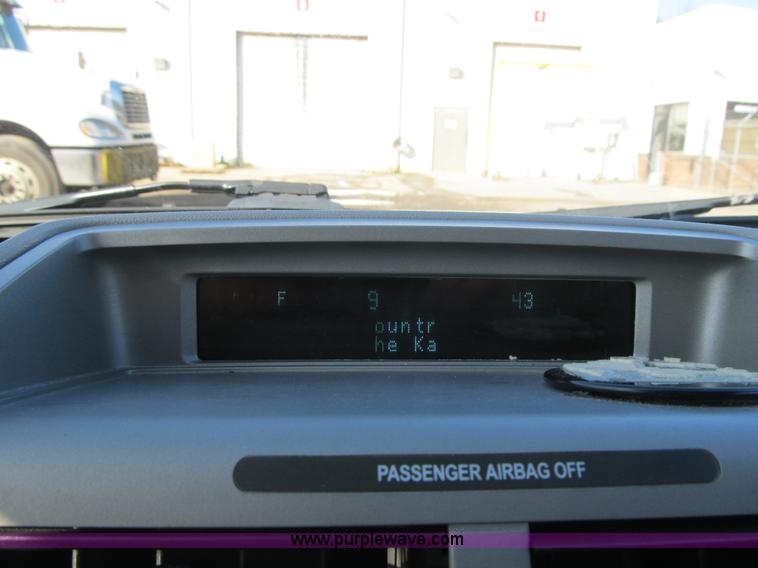 F 9 43
ountr
he Ka
PASSENGER AIRBAG OFF
www.purplewave.com